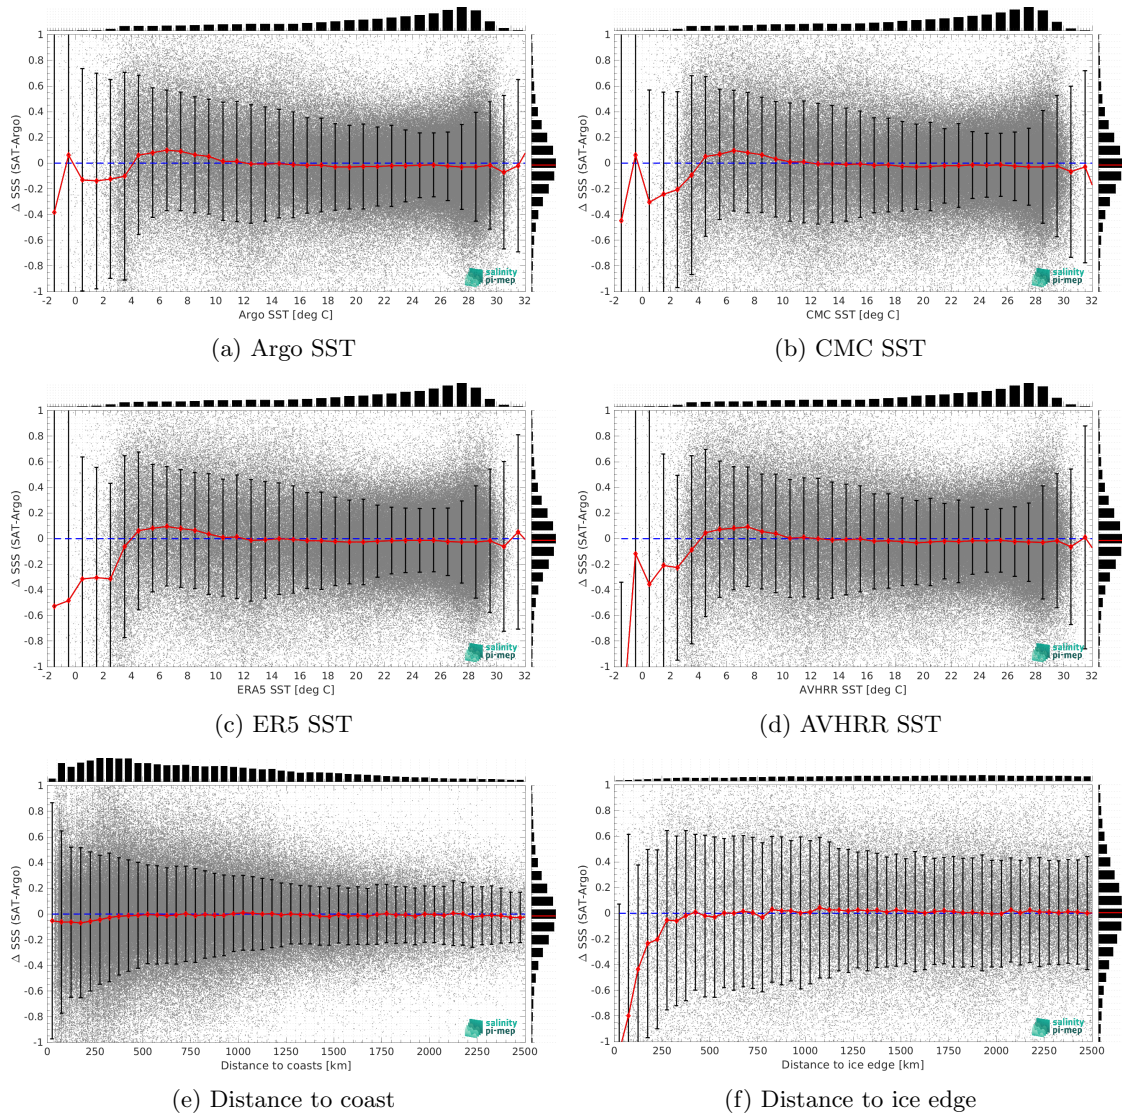 1
0.8
0.6
0.4
0.2
0
-0.2
-0.4
-0.6
-0.8
-1
Δ SSS (SAT-Argo)
-2 0 2 4 6 8 10 12 14 16 18 20 22 24 26 28 30 32
Argo SST [deg C]
salinity
pi-mep
(a) Argo SST
1
0.8
0.6
0.4
0.2
0
-0.2
-0.4
-0.6
-0.8
-1
Δ SSS (SAT-Argo)
-2 0 2 4 6 8 10 12 14 16 18 20 22 24 26 28 30 32
CMC SST [deg C]
salinity
pi-mep
(b) CMC SST
1
0.8
0.6
0.4
0.2
0
-0.2
-0.4
-0.6
-0.8
-1
Δ SSS (SAT-Argo)
-2 0 2 4 6 8 10 12 14 16 18 20 22 24 26 28 30 32
ERA5 SST [deg C]
salinity
pi-mep
(c) ER5 SST
1
0.8
0.6
0.4
0.2
0
-0.2
-0.4
-0.6
-0.8
-1
Δ SSS (SAT-Argo)
-2 0 2 4 6 8 10 12 14 16 18 20 22 24 26 28 30 32
AVHRR SST [deg C]
salinity
pi-mep
(d) AVHRR SST
1
0.8
0.6
0.4
0.2
0
-0.2
-0.4
-0.6
-0.8
-1
Δ SSS (SAT-Argo)
0 250 500 750 1000 1250 1500 1750 2000 2250 2500
Distance to coasts [km]
salinity
pi-mep
(e) Distance to coast
1
0.8
0.6
0.4
0.2
0
-0.2
-0.4
-0.6
-0.8
-1
Δ SSS (SAT-Argo)
0 250 500 750 1000 1250 1500 1750 2000 2250 2500
Distance to ice edge [km]
salinity
pi-mep
(f) Distance to ice edge